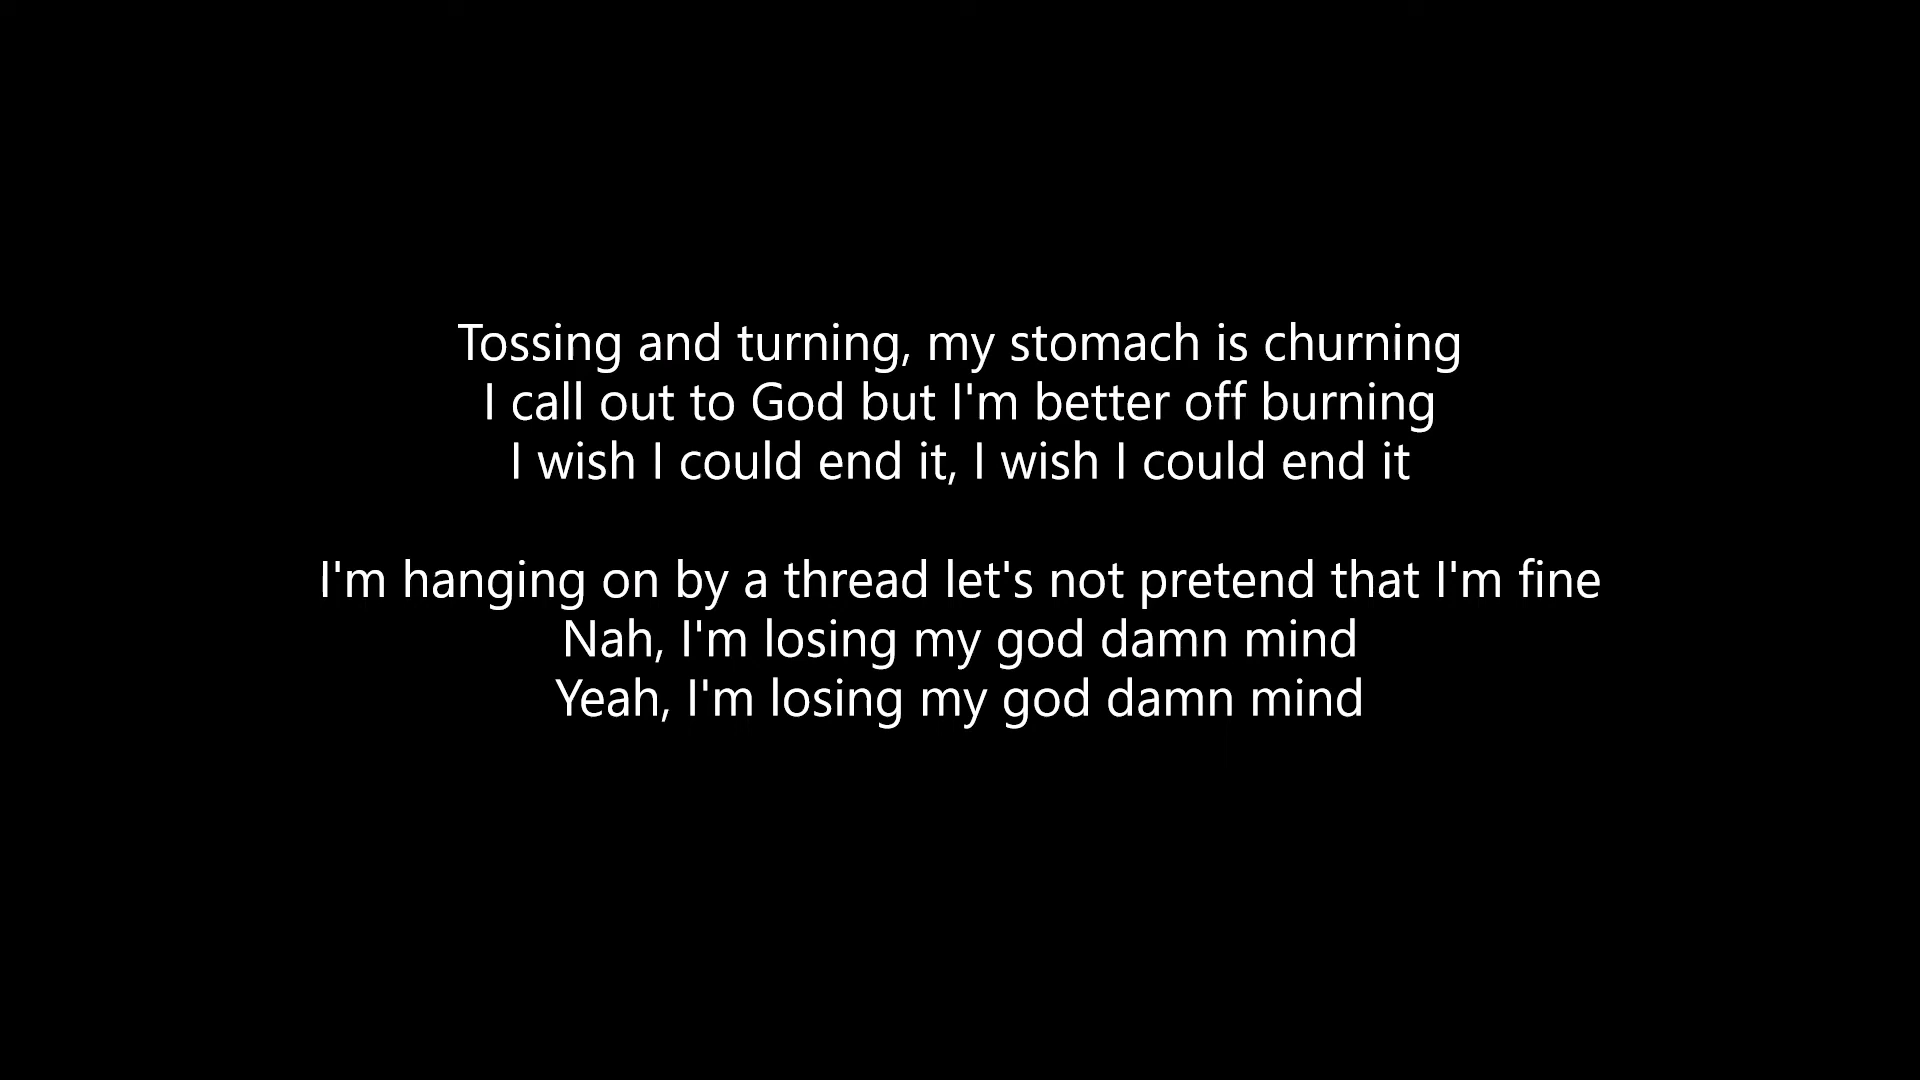 Tossing and turning, my stomach is churning
I call out to God but I'm better off burning
I wish I could end it, I wish I could end it
I'm hanging on by a thread let's not pretend that I'm fine
Nah, I'm losing my god damn mind
Yeah, I'm losing my god damn mind